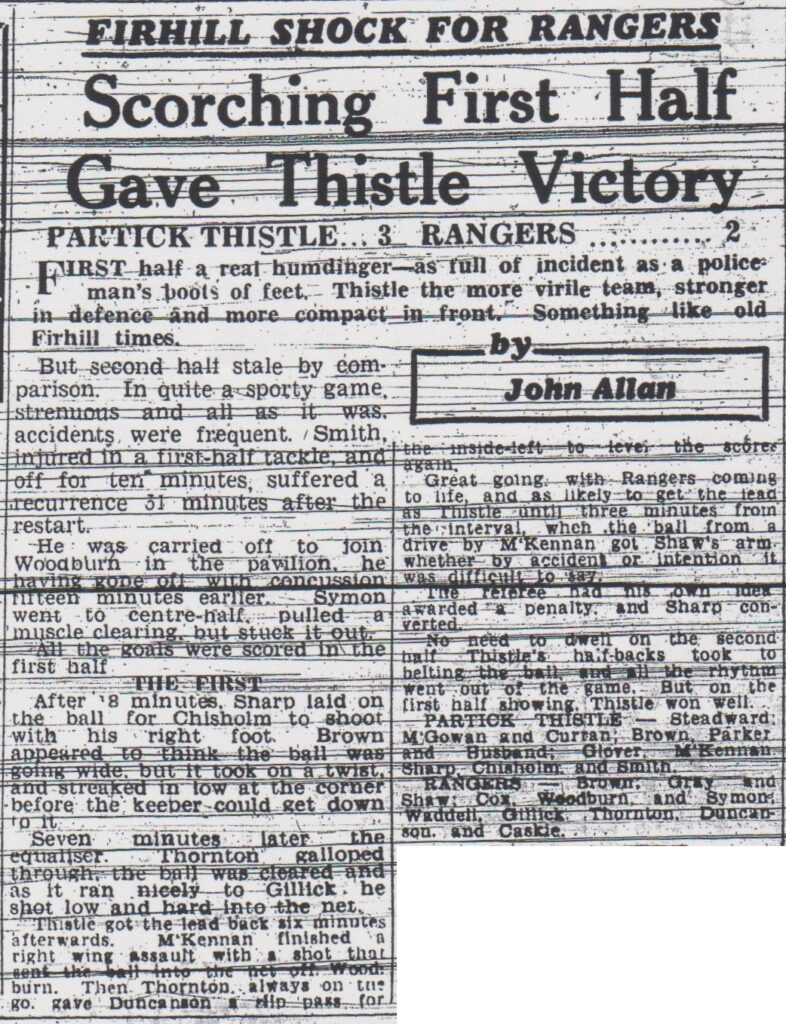 FIRHILL SHOCK FOR RANGERS
Scorching First Half
Gave Thistle Victory
PARTICK THISTLE... 3 RANGERS ............ 2
FIRST half a real humdinger—as full of incident as a police-
man's boots of feet. Thistle the more virile team, stronger
in defence and more compact in front. Something like old
Firhill times.
by
John Allan
But second half stale by com-
parison. In quite a sporty game,
strenuous and all as it was,
accidents were frequent. Smith,
injured in a first-half tackle, and
off for ten minutes, suffered a
recurrence 31 minutes after the
restart.
He was carried off to join
Woodburn in the pavilion, he
having gone off with concussion
fifteen minutes earlier. Symon
went to centre-half, pulled a
muscle clearing, but stuck it out.
All the goals were scored in the
first half
THE FIRST
After 18 minutes, Sharp laid on
the ball for Chisholm to shoot
with his right foot. Brown
appeared to think the ball was
going wide, but it took on a twist,
and streaked in low at the corner
before the keeper could get down
to it.
Seven minutes later the
equaliser. Thornton galloped
through, the ball was cleared and
as it ran nicely to Gillick he
shot low and hard into the net.
Thistle got the lead back six minutes
afterwards. M'Kennan finished a
right wing assault with a shot that
sent the ball into the net off Wood-
burn. Then Thornton, always on the
go, gave Duncanson a slip pass for
the inside-left to level the scores
again.
Great going, with Rangers coming
to life, and as likely to get the lead
as Thistle until three minutes from
the interval, when the ball from a
drive by M'Kennan got Shaw's arm,
whether by accident or intention it
was difficult to say.
The referee had his own idea
awarded a penalty, and Sharp con-
verted.
No need to dwell on the second
half Thistle's half-backs took to
belting the ball, and all the rhythm
went out of the game. But on the
first half showing, Thistle won well.
PARTICK THISTLE — Steadward;
M'Gowan and Curran; Brown, Parker
and Husband; Glover, M'Kennan,
Sharp, Chisholm, and Smith.
RANGERS — Brown; Gray and
Shaw; Cox, Woodburn, and Symon;
Waddell, Gillick, Thornton, Duncan-
son, and Caskie.